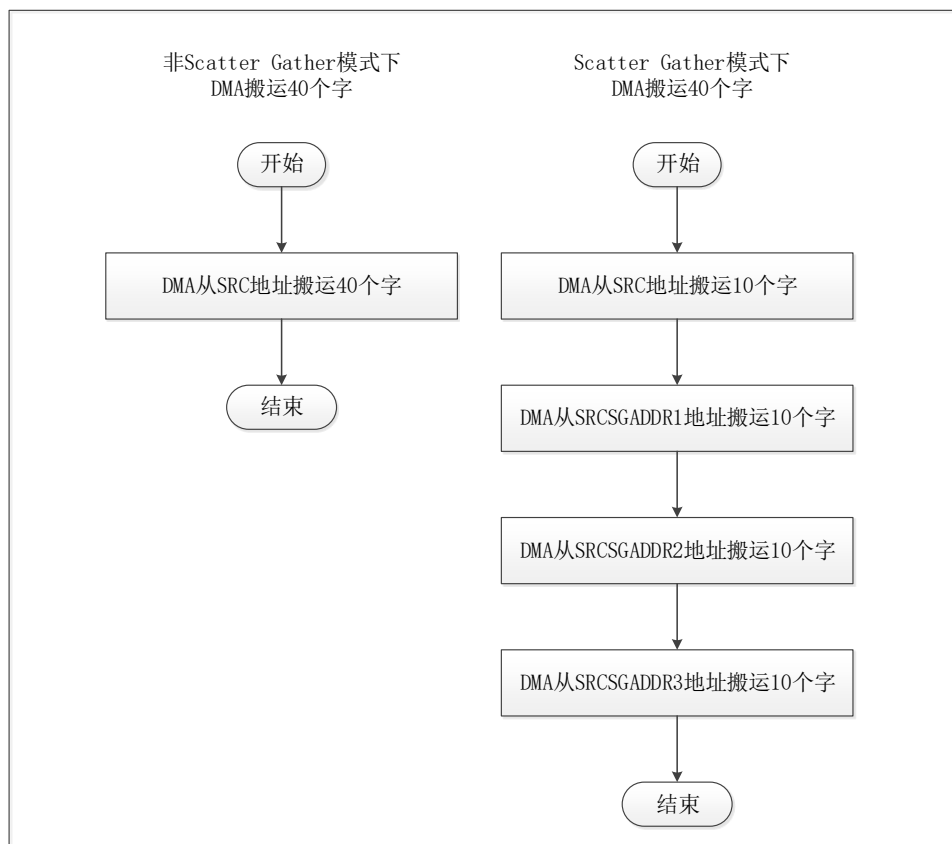 非Scatter Gather模式下
DMA搬运40个字
开始
DMA从SRC地址搬运40个字
结束
Scatter Gather模式下
DMA搬运40个字
开始
DMA从SRC地址搬运10个字
DMA从SRCSGADDR1地址搬运10个字
DMA从SRCSGADDR2地址搬运10个字
DMA从SRCSGADDR3地址搬运10个字
结束